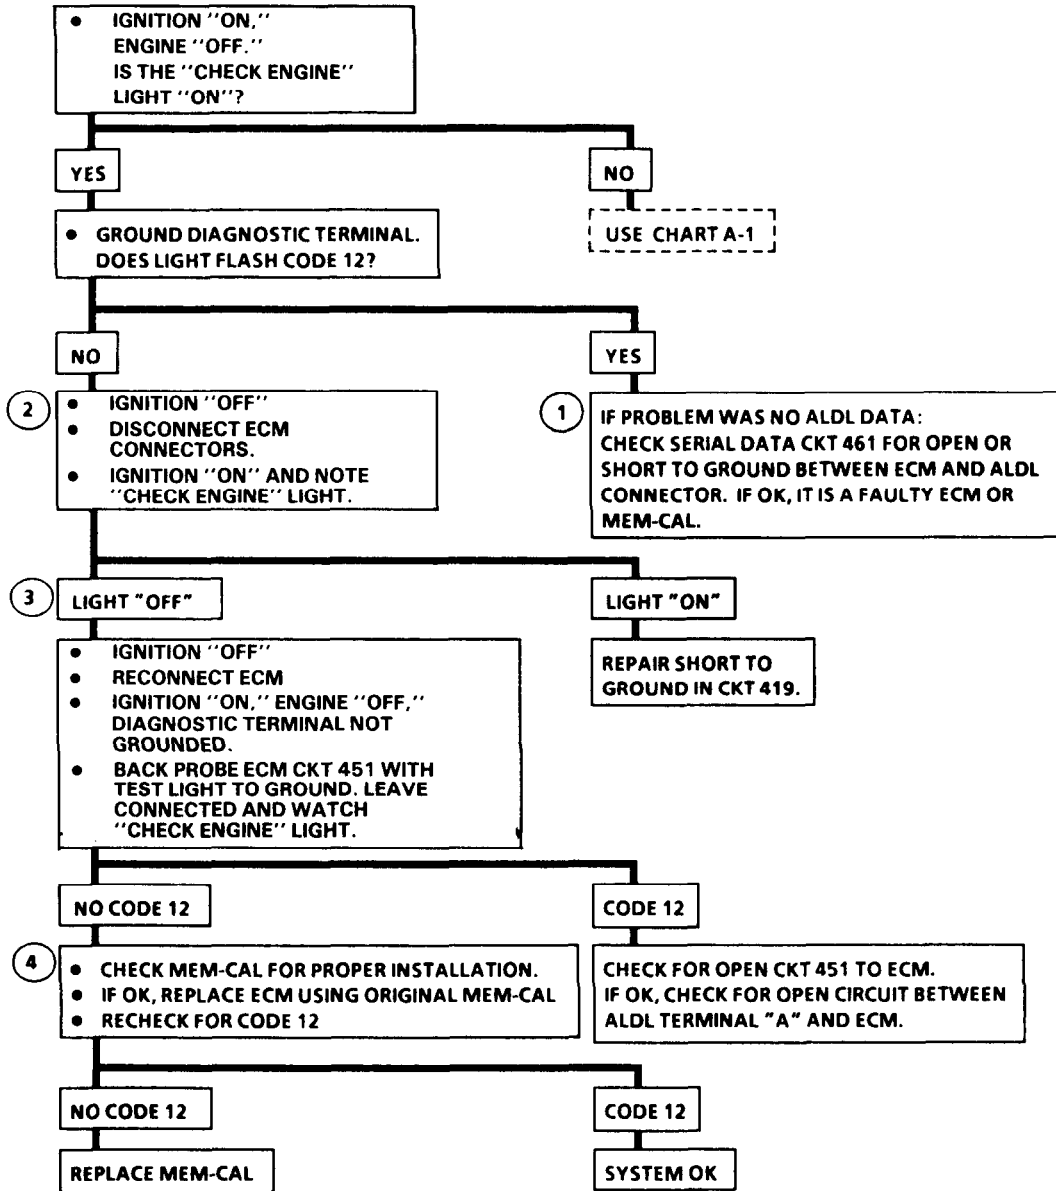 • IGNITION "ON,"
ENGINE "OFF."
IS THE "CHECK ENGINE"
LIGHT "ON"?
YES
NO
• GROUND DIAGNOSTIC TERMINAL.
DOES LIGHT FLASH CODE 12?
USE CHART A-1
NO
YES
2
• IGNITION "OFF"
• DISCONNECT ECM
CONNECTORS.
• IGNITION "ON" AND NOTE
"CHECK ENGINE" LIGHT.
1
IF PROBLEM WAS NO ALDL DATA:
CHECK SERIAL DATA CKT 461 FOR OPEN OR
SHORT TO GROUND BETWEEN ECM AND ALDL
CONNECTOR. IF OK, IT IS A FAULTY ECM OR
MEM-CAL.
3
LIGHT "OFF"
LIGHT "ON"
• IGNITION "OFF"
• RECONNECT ECM
• IGNITION "ON," ENGINE "OFF,"
DIAGNOSTIC TERMINAL NOT
GROUNDED.
• BACK PROBE ECM CKT 451 WITH
TEST LIGHT TO GROUND. LEAVE
CONNECTED AND WATCH
"CHECK ENGINE" LIGHT.
REPAIR SHORT TO
GROUND IN CKT 419.
NO CODE 12
CODE 12
4
• CHECK MEM-CAL FOR PROPER INSTALLATION.
• IF OK, REPLACE ECM USING ORIGINAL MEM-CAL
• RECHECK FOR CODE 12
CHECK FOR OPEN CKT 451 TO ECM.
IF OK, CHECK FOR OPEN CIRCUIT BETWEEN
ALDL TERMINAL "A" AND ECM.
NO CODE 12
CODE 12
REPLACE MEM-CAL
SYSTEM OK